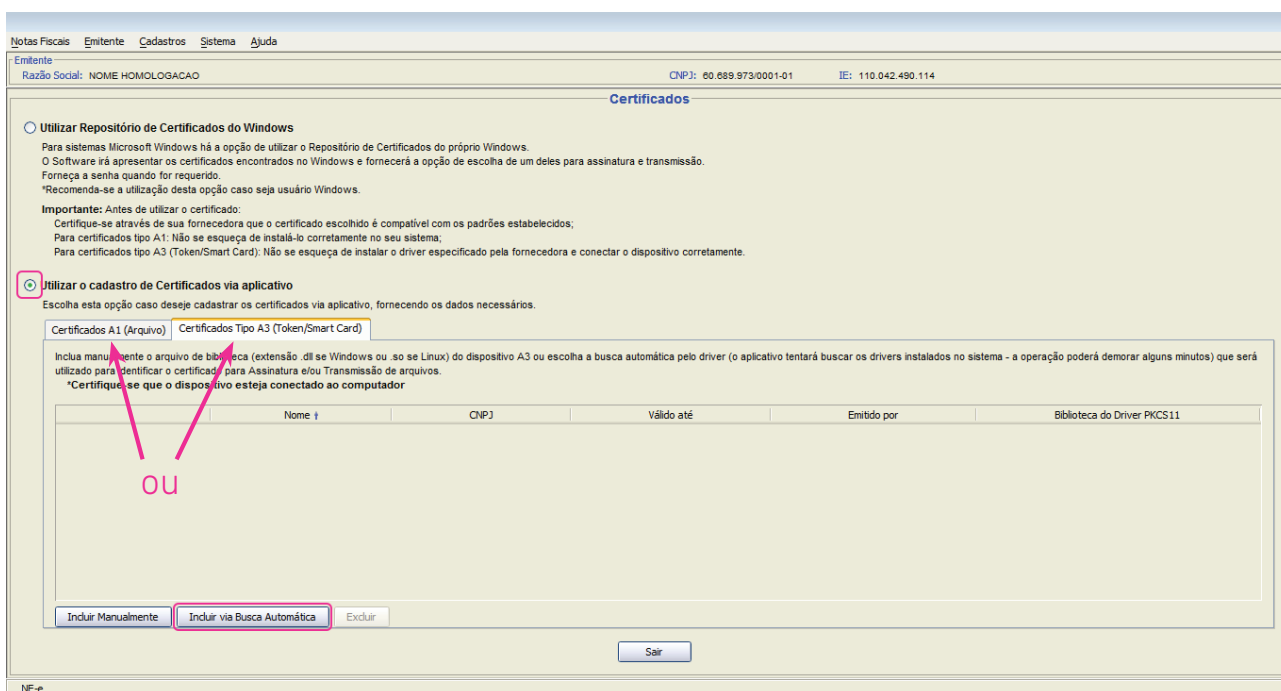 Notas Fiscais Emitente Cadastros Sistema Ajuda
Emitente
Razão Social: NOME HOMOLOGACAO CNPJ: 60.689.973/0001-01 IE: 110.042.490.114
Certificados
Utilizar Repositório de Certificados do Windows
Para sistemas Microsoft Windows há a opção de utilizar o Repositório de Certificados do próprio Windows.
O Software irá apresentar os certificados encontrados no Windows e fornecerá a opção de escolha de um deles para assinatura e transmissão.
Forneça a senha quando for requerido.
*Recomenda-se a utilização desta opção caso seja usuário Windows.
Importante: Antes de utilizar o certificado:
Certifique-se através de sua fornecedora que o certificado escolhido é compatível com os padrões estabelecidos;
Para certificados tipo A1: Não se esqueça de instalá-lo corretamente no seu sistema;
Para certificados tipo A3 (Token/Smart Card): Não se esqueça de instalar o driver especificado pela fornecedora e conectar o dispositivo corretamente.
Utilizar o cadastro de Certificados via aplicativo
Escolha esta opção caso deseje cadastrar os certificados via aplicativo, fornecendo os dados necessários.
Certificados A1 (Arquivo) Certificados Tipo A3 (Token/Smart Card)
Inclua manualmente o arquivo de biblioteca (extensão .dll se Windows ou .so se Linux) do dispositivo A3 ou escolha a busca automática pelo driver (o aplicativo tentará buscar os drivers instalados no sistema - a operação poderá demorar alguns minutos) que será
utilizado para identificar o certificado para Assinatura e/ou Transmissão de arquivos.
*Certifique-se que o dispositivo esteja conectado ao computador
Nome CNPJ Válido até Emitido por Biblioteca do Driver PKCS11
ou
Incluir Manualmente Incluir via Busca Automática Excluir
Sair
NF-e